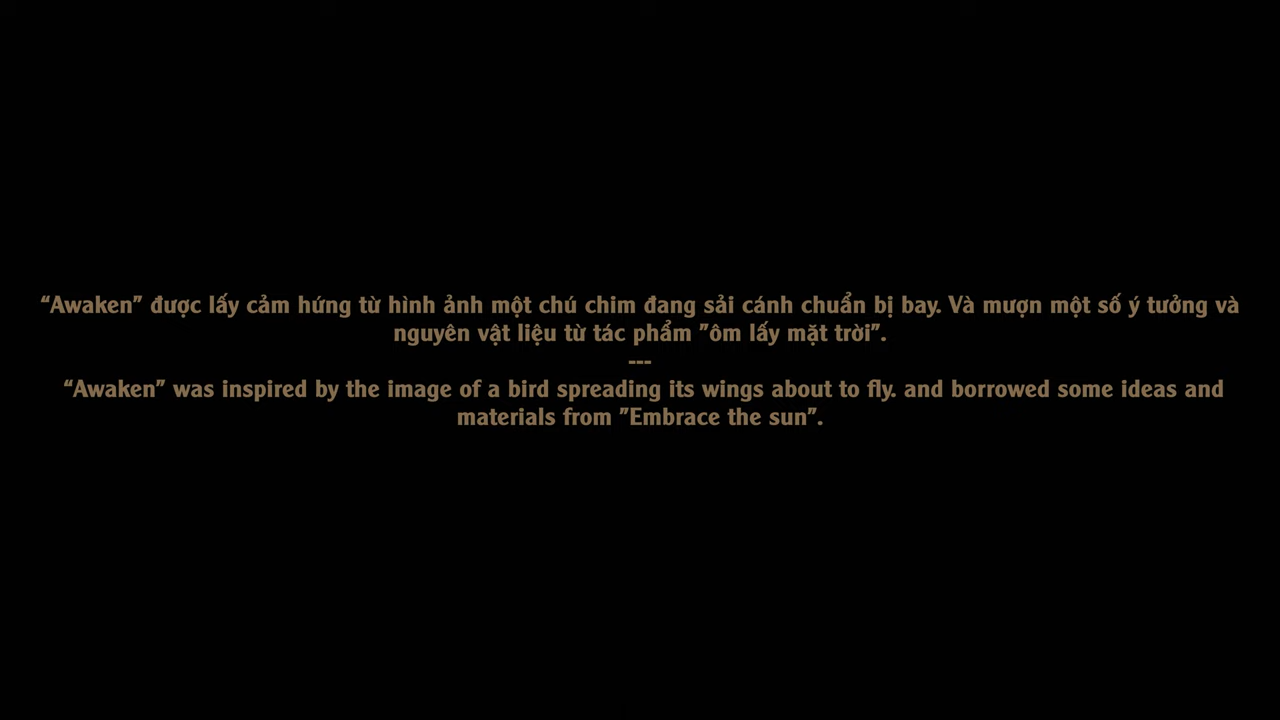 “Awaken” được lấy cảm hứng từ hình ảnh một chú chim đang sải cánh chuẩn bị bay. Và mượn một số ý tưởng và
nguyên vật liệu từ tác phẩm "ôm lấy mặt trời".
---
“Awaken” was inspired by the image of a bird spreading its wings about to fly. and borrowed some ideas and
materials from "Embrace the sun".